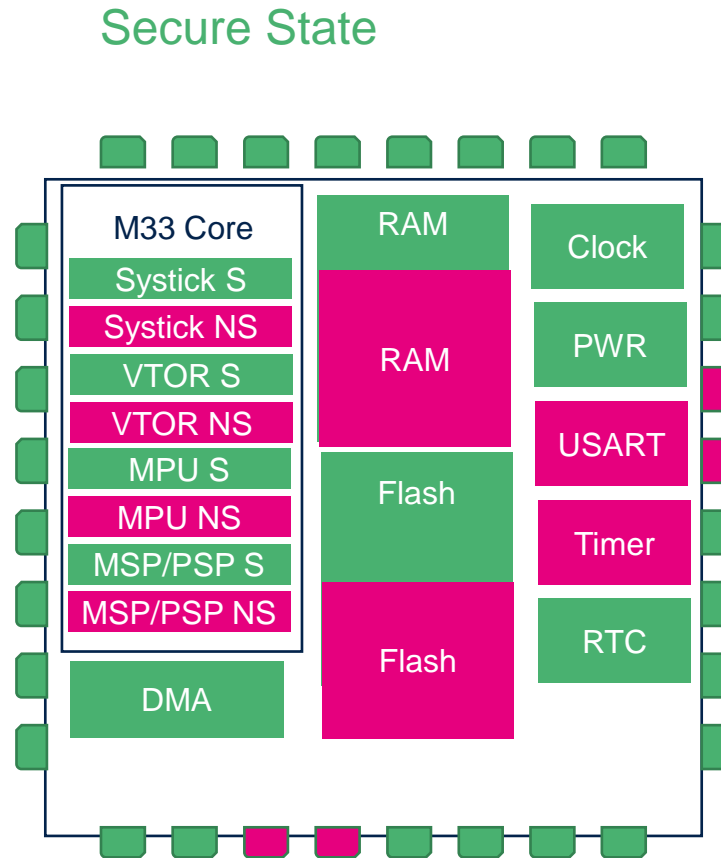 Secure State
M33 Core
Systick S
Systick NS
VTOR S
VTOR NS
MPU S
MPU NS
MSP/PSP S
MSP/PSP NS
DMA
RAM
RAM
Flash
Flash
Clock
PWR
USART
Timer
RTC